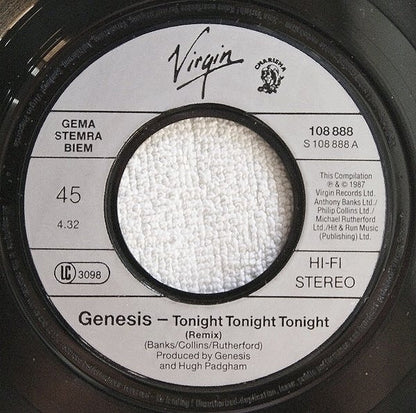 Virgin
CHARISMA
GEMA
STEMRA
BIEM
108 888
S 108 888 A
45
4.32
This Compilation
℗ & © 1987
Virgin Records Ltd.
Anthony Banks Ltd./
Philip Collins Ltd./
Michael Rutherford
Ltd./Hit & Run Music
(Publishing) Ltd.
LC 3098
HI-FI
STEREO
Genesis – Tonight Tonight Tonight
(Remix)
(Banks/Collins/Rutherford)
Produced by Genesis
and Hugh Padgham